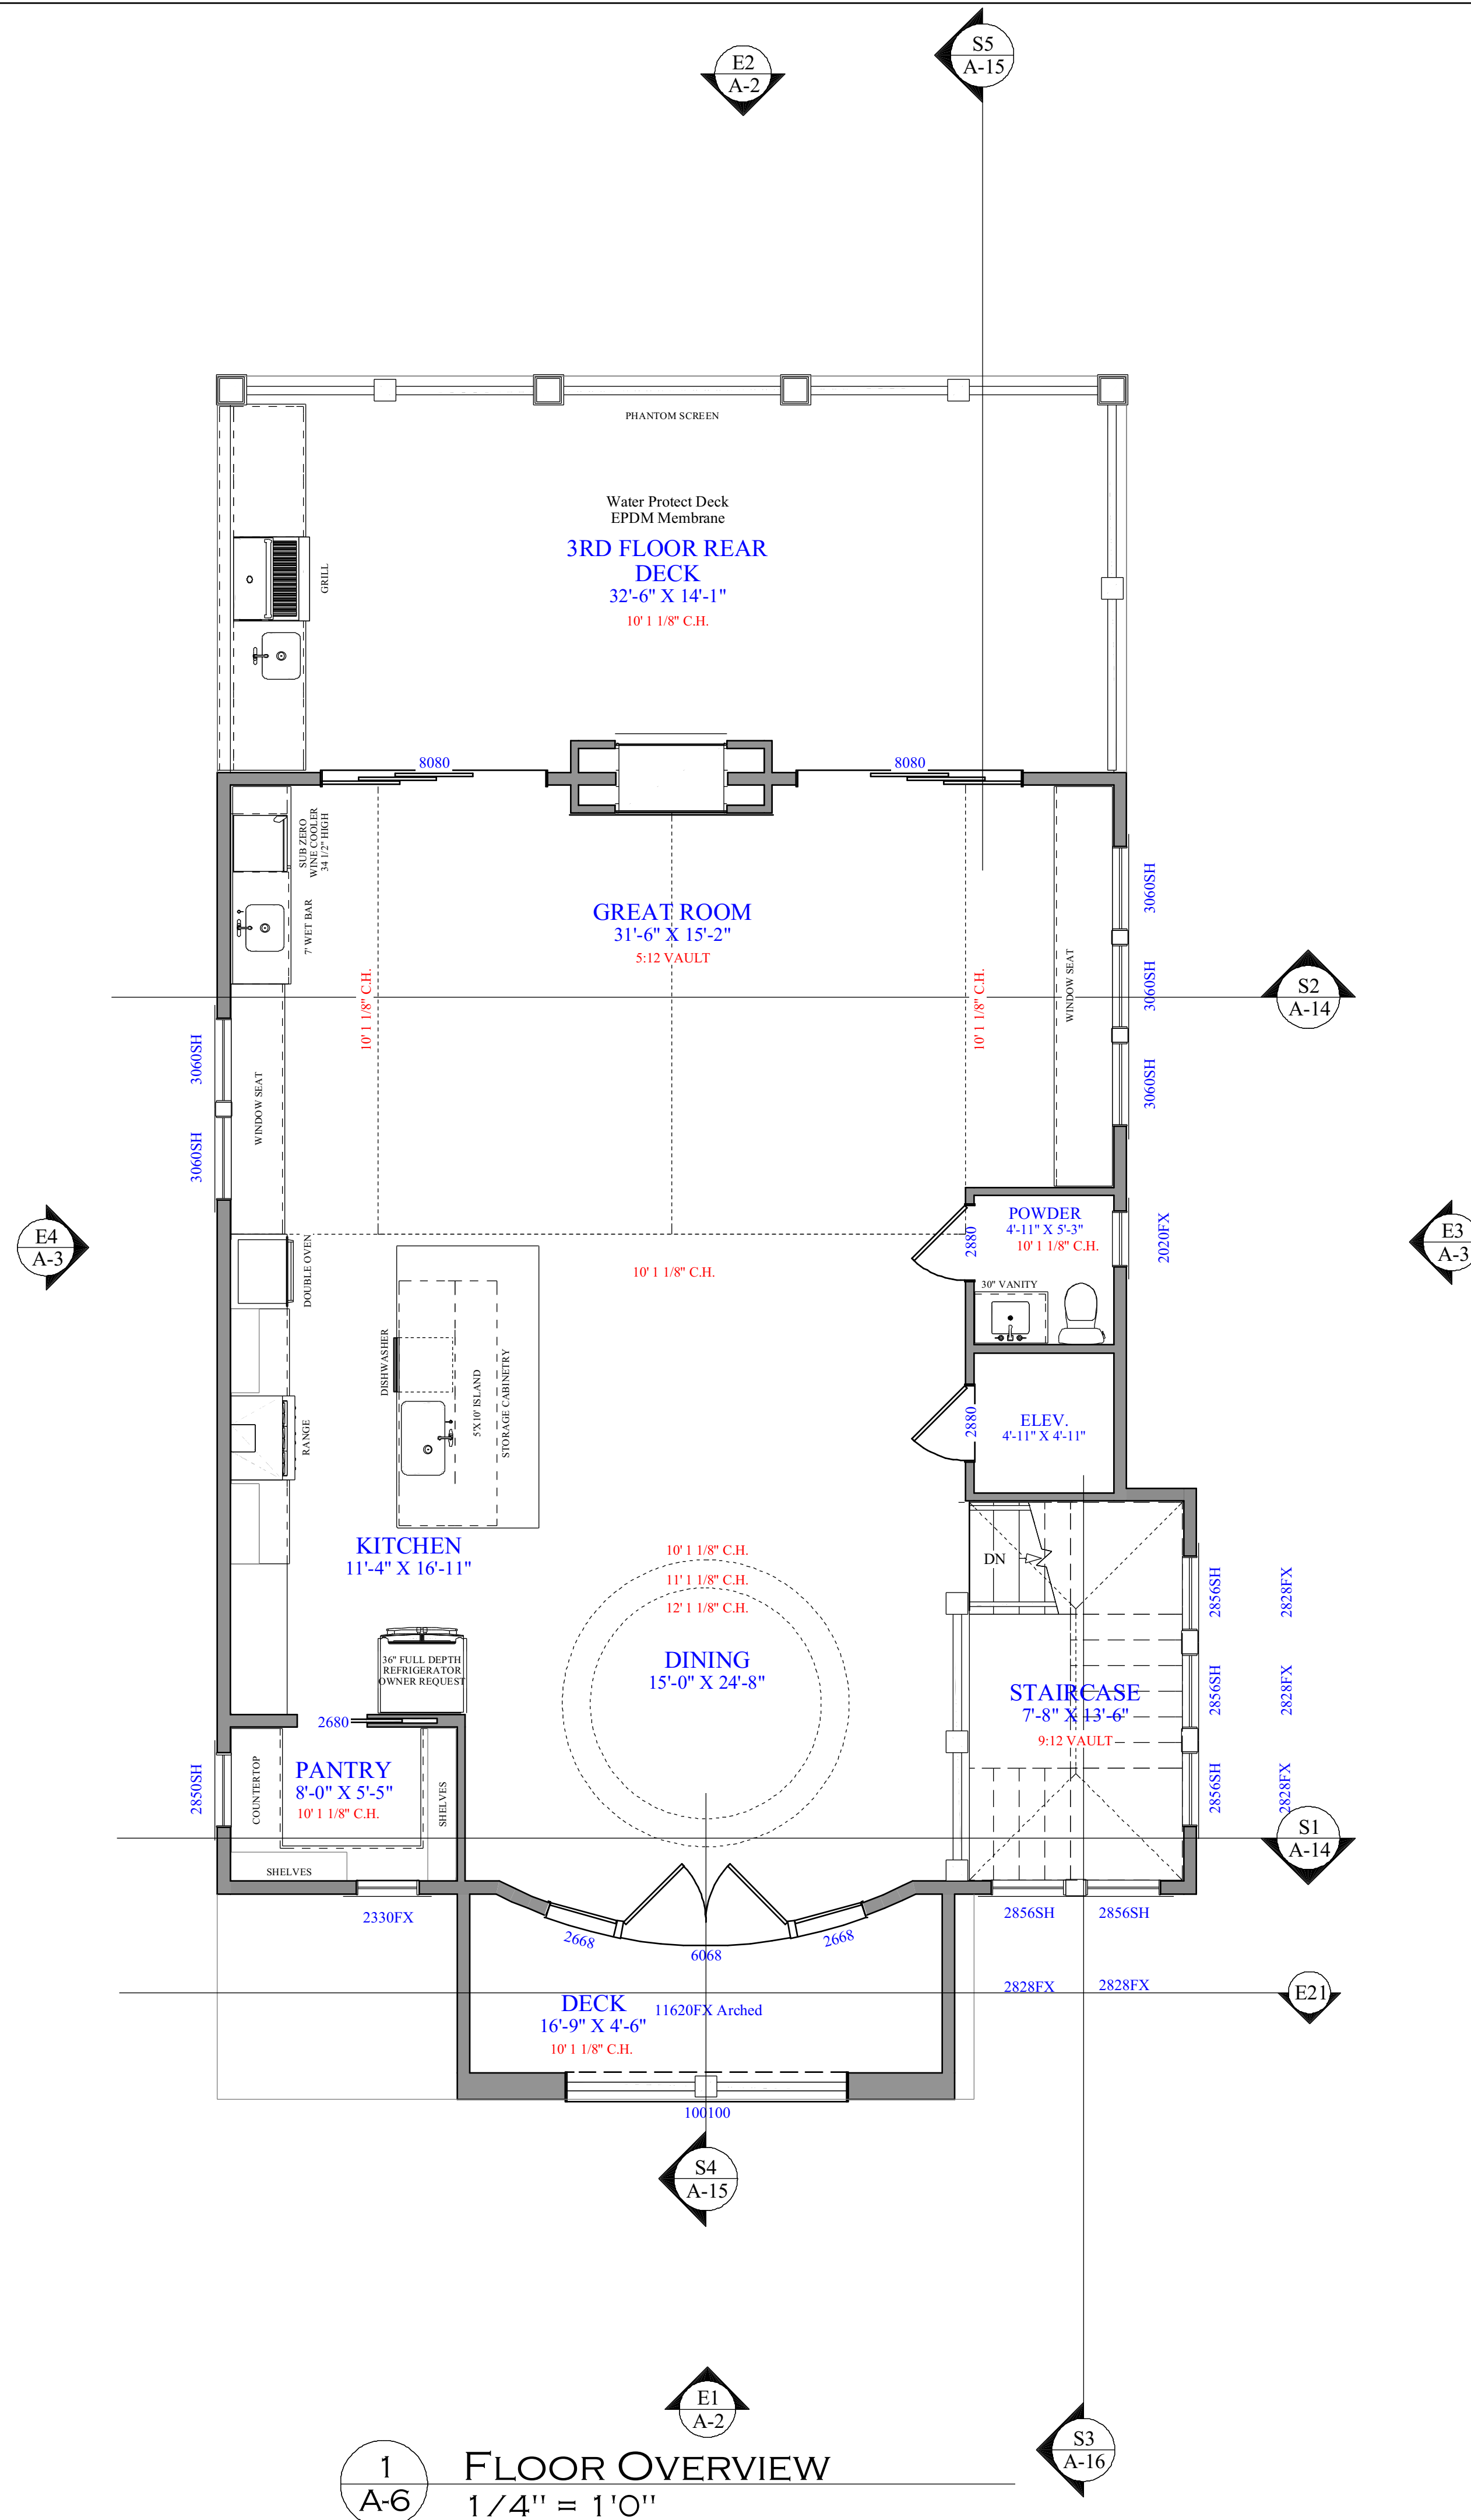 E2
A-2
S5
A-15
PHANTOM SCREEN
Water Protect Deck
EPDM Membrane
3RD FLOOR REAR
DECK
32'-6" X 14'-1"
10' 1 1/8" C.H.
GRILL
8080
8080
SUB ZERO
WINE COOLER
34 1/2" HIGH
7' WET BAR
GREAT ROOM
31'-6" X 15'-2"
5:12 VAULT
10' 1 1/8" C.H.
10' 1 1/8" C.H.
WINDOW SEAT
3060SH
3060SH
3060SH
S2
A-14
3060SH
3060SH
WINDOW SEAT
E4
A-3
E3
A-3
POWDER
4'-11" X 5'-3"
10' 1 1/8" C.H.
2880
2020FX
30" VANITY
DOUBLE OVEN
10' 1 1/8" C.H.
DISHWASHER
5'X10' ISLAND
STORAGE CABINETRY
RANGE
2880
ELEV.
4'-11" X 4'-11"
KITCHEN
11'-4" X 16'-11"
10' 1 1/8" C.H.
11' 1 1/8" C.H.
12' 1 1/8" C.H.
DN
2856SH
2828FX
36" FULL DEPTH
REFRIGERATOR
OWNER REQUEST
DINING
15'-0" X 24'-8"
STAIRCASE
7'-8" X 13'-6"
9:12 VAULT
2856SH
2828FX
2680
PANTRY
8'-0" X 5'-5"
10' 1 1/8" C.H.
2850SH
COUNTERTOP
SHELVES
SHELVES
2856SH
2828FX
S1
A-14
2330FX
2668
6068
2668
2856SH
2856SH
2828FX
2828FX
E21
DECK
16'-9" X 4'-6"
10' 1 1/8" C.H.
11620FX Arched
100100
S4
A-15
E1
A-2
S3
A-16
1
A-6
FLOOR OVERVIEW
1/4" = 1'0"